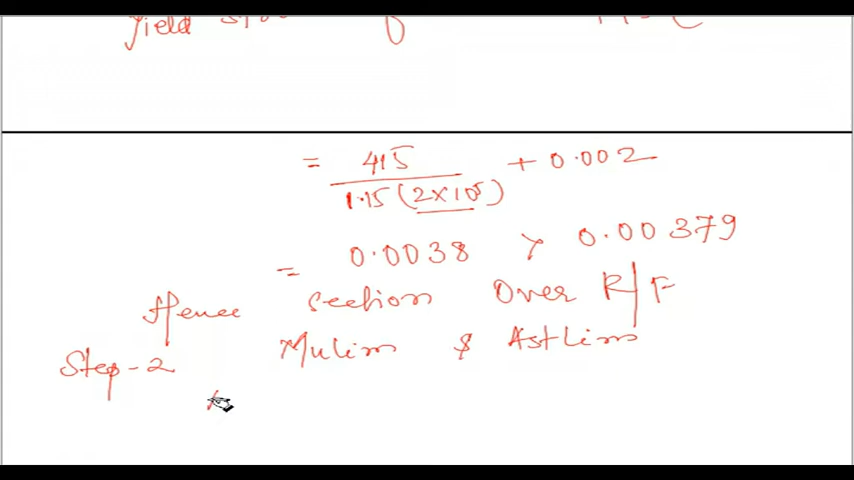 yield
= 415 / 1.15 (2×10⁵) + 0.002
= 0.0038 > 0.00379
Hence section Over R/F
Step-2 Mulim & Astlim